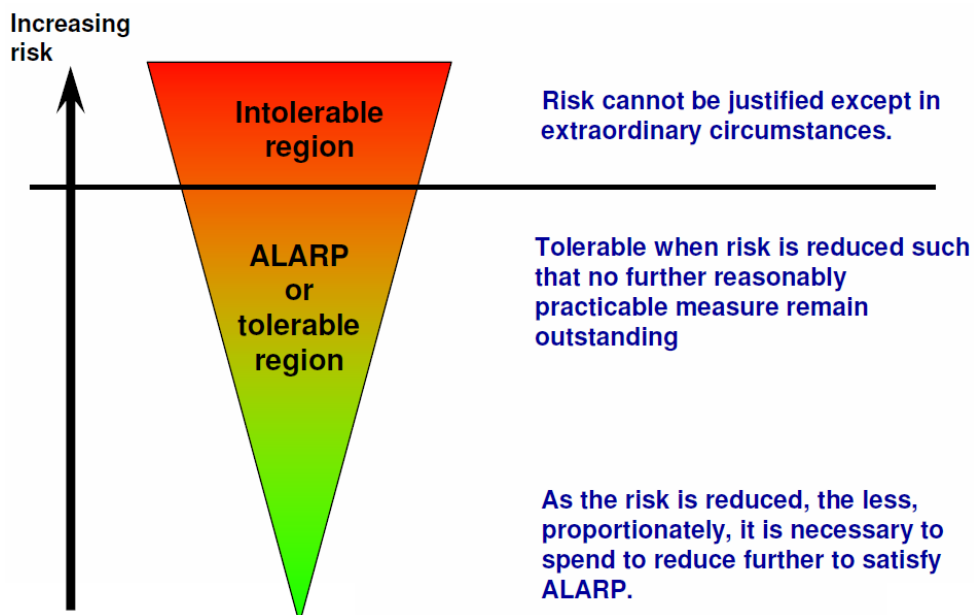 Increasing
risk
Intolerable
region
Risk cannot be justified except in
extraordinary circumstances.
ALARP
or
tolerable
region
Tolerable when risk is reduced such
that no further reasonably
practicable measure remain
outstanding
As the risk is reduced, the less,
proportionately, it is necessary to
spend to reduce further to satisfy
ALARP.